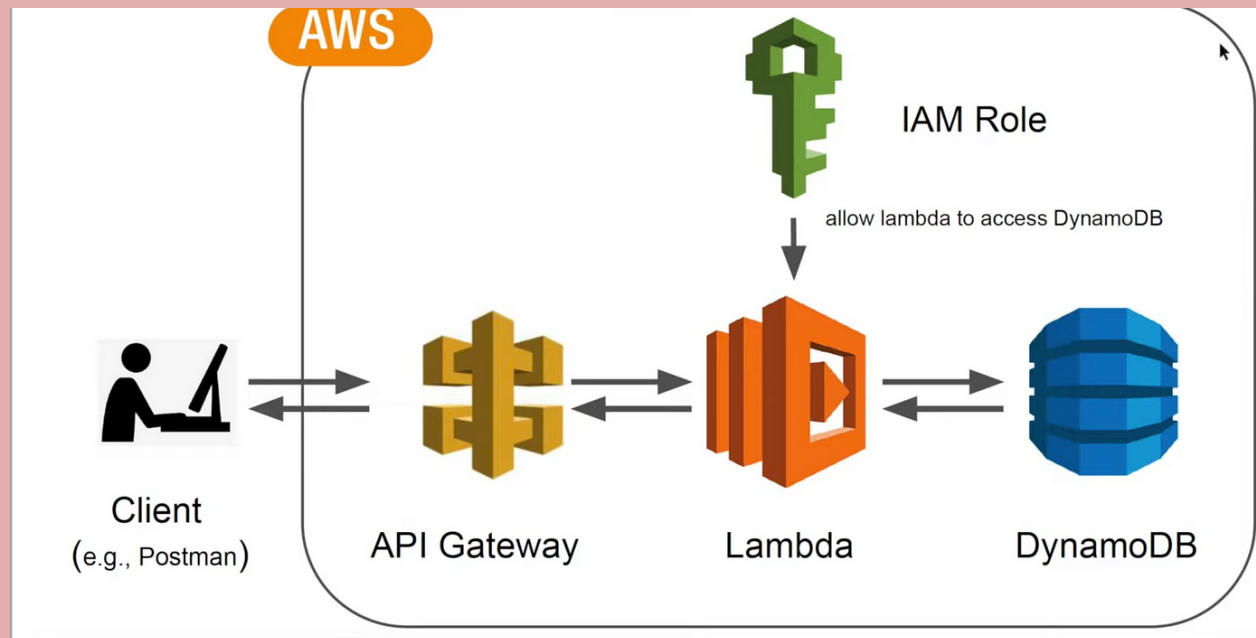 AWS
IAM Role
allow lambda to access DynamoDB
Client
(e.g., Postman)
API Gateway
Lambda
DynamoDB